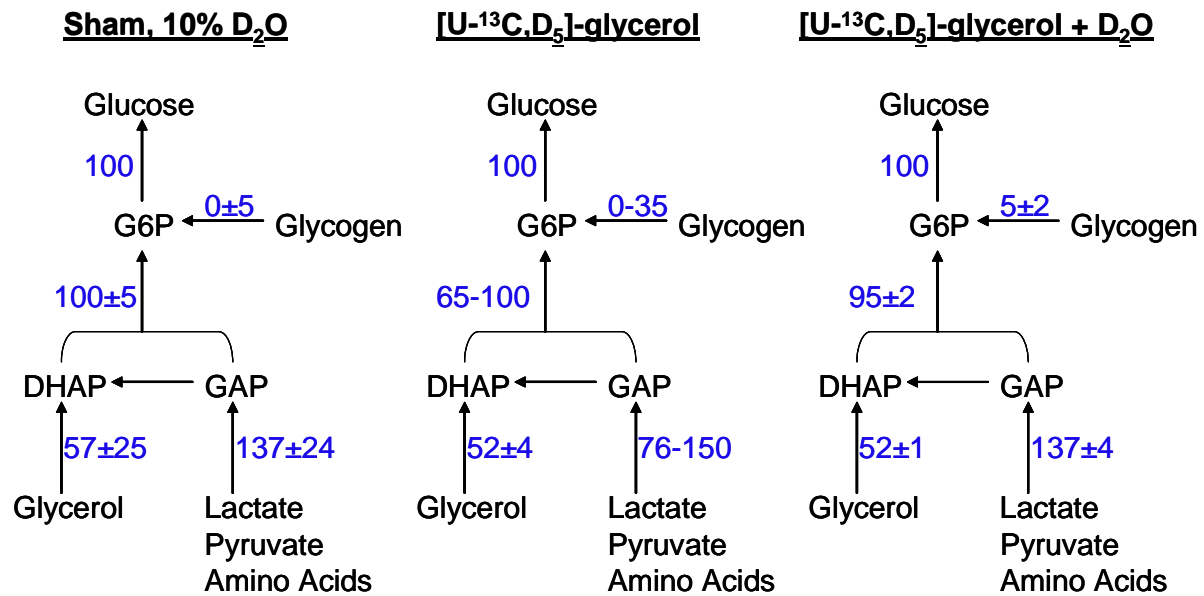 Sham, 10% D₂O
Glucose
100
0±5
G6P
Glycogen
100±5
DHAP
GAP
57±25
137±24
Glycerol
Lactate
Pyruvate
Amino Acids
[U-¹³C,D₅]-glycerol
Glucose
100
0-35
G6P
Glycogen
65-100
DHAP
GAP
52±4
76-150
Glycerol
Lactate
Pyruvate
Amino Acids
[U-¹³C,D₅]-glycerol + D₂O
Glucose
100
5±2
G6P
Glycogen
95±2
DHAP
GAP
52±1
137±4
Glycerol
Lactate
Pyruvate
Amino Acids